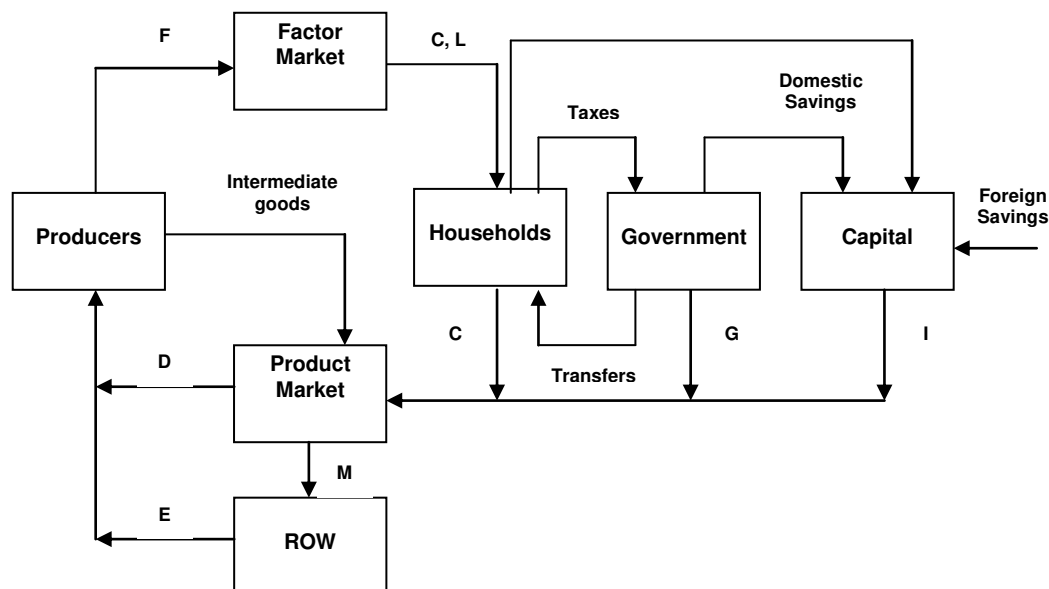 F
Factor
Market
C, L
Domestic
Savings
Taxes
Intermediate
goods
Foreign
Savings
Producers
Households
Government
Capital
C
G
I
D
Product
Market
Transfers
M
E
ROW